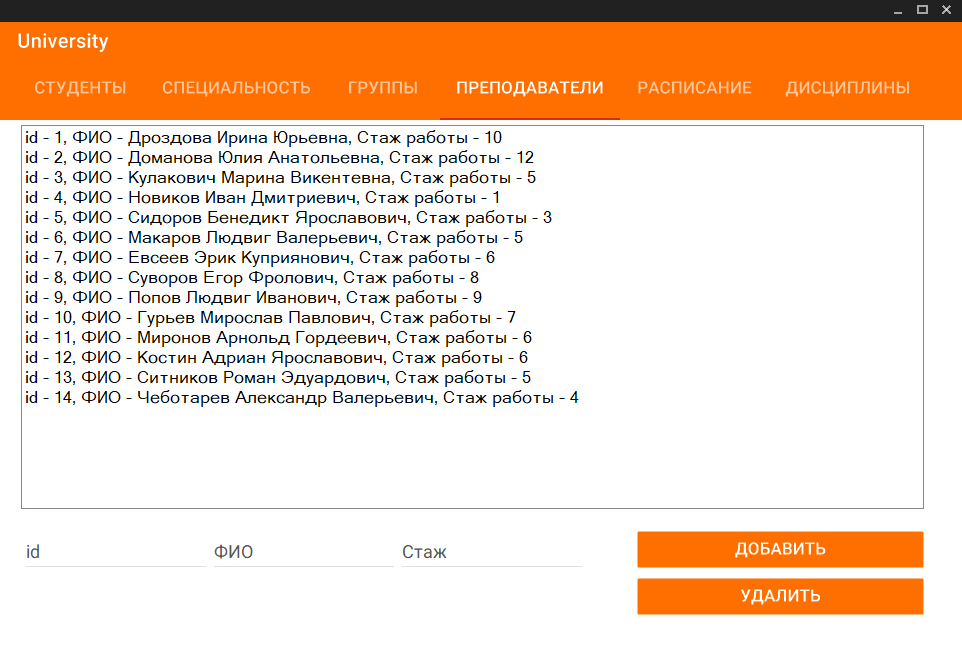 University
СТУДЕНТЫ СПЕЦИАЛЬНОСТЬ ГРУППЫ ПРЕПОДАВАТЕЛИ РАСПИСАНИЕ ДИСЦИПЛИНЫ
id - 1, ФИО - Дроздова Ирина Юрьевна, Стаж работы - 10
id - 2, ФИО - Доманова Юлия Анатольевна, Стаж работы - 12
id - 3, ФИО - Кулакович Марина Викентевна, Стаж работы - 5
id - 4, ФИО - Новиков Иван Дмитриевич, Стаж работы - 1
id - 5, ФИО - Сидоров Бенедикт Ярославович, Стаж работы - 3
id - 6, ФИО - Макаров Людвиг Валерьевич, Стаж работы - 5
id - 7, ФИО - Евсеев Эрик Куприянович, Стаж работы - 6
id - 8, ФИО - Суворов Егор Фролович, Стаж работы - 8
id - 9, ФИО - Попов Людвиг Иванович, Стаж работы - 9
id - 10, ФИО - Гурьев Мирослав Павлович, Стаж работы - 7
id - 11, ФИО - Миронов Арнольд Гордеевич, Стаж работы - 6
id - 12, ФИО - Костин Адриан Ярославович, Стаж работы - 6
id - 13, ФИО - Ситников Роман Эдуардович, Стаж работы - 5
id - 14, ФИО - Чеботарев Александр Валерьевич, Стаж работы - 4
id ФИО Стаж ДОБАВИТЬ
УДАЛИТЬ